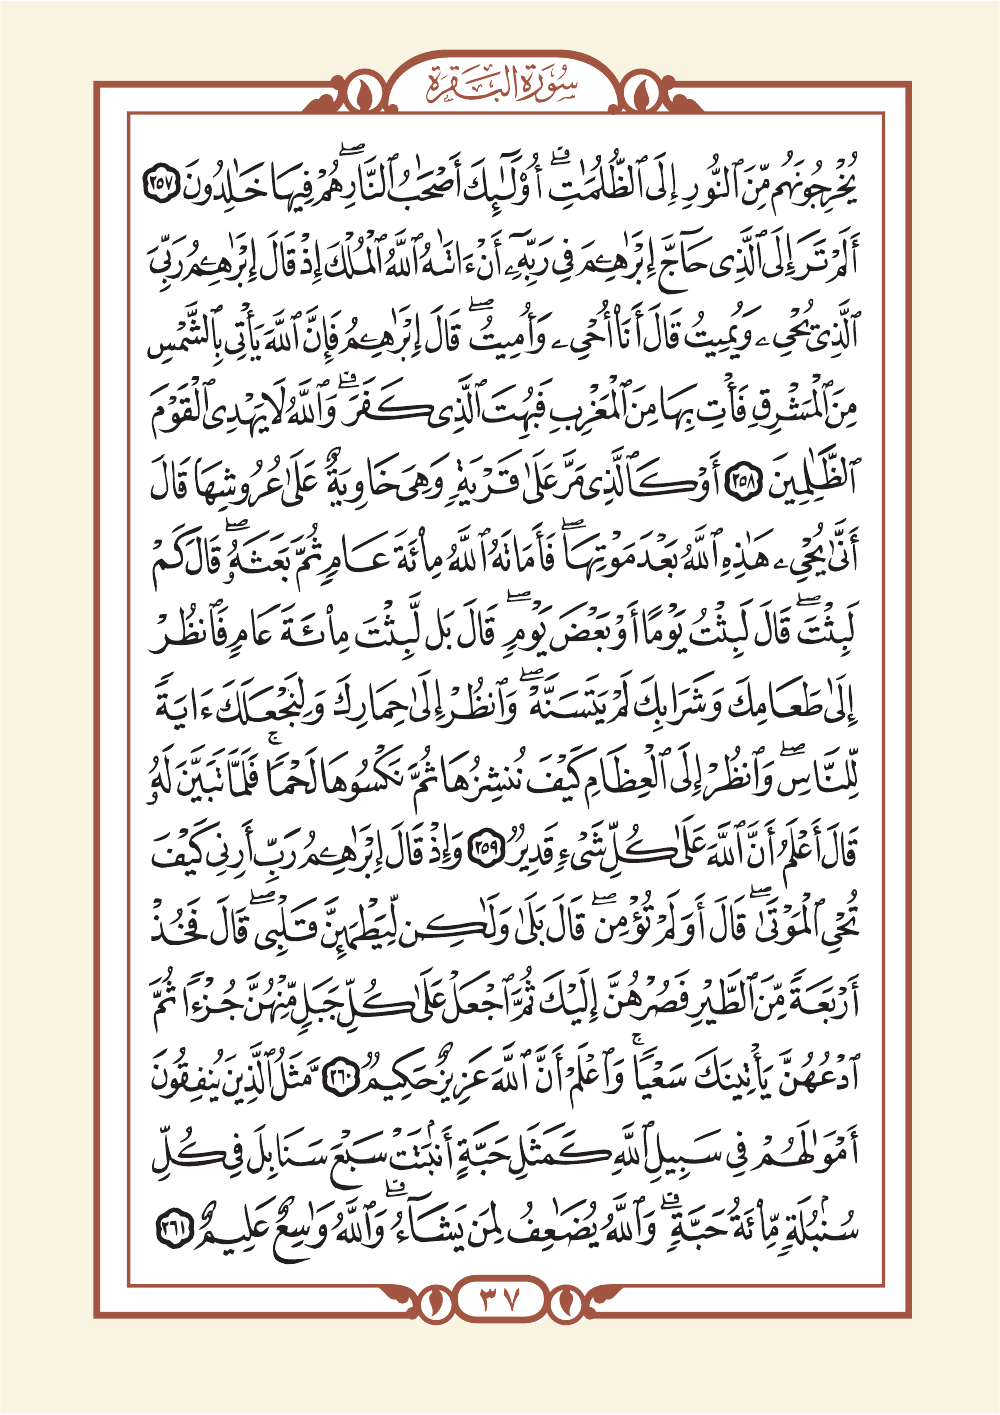 سُورَةُ البَقَرَةِ
يُخْرِجُونَهُم مِّنَ ٱلنُّورِ إِلَى ٱلظُّلُمَٰتِۗ أُوْلَٰٓئِكَ أَصْحَٰبُ ٱلنَّارِۖ هُمْ فِيهَا خَٰلِدُونَ ٢٥٧
أَلَمْ تَرَ إِلَى ٱلَّذِى حَآجَّ إِبْرَٰهِـۧمَ فِى رَبِّهِۦٓ أَنْ ءَاتَىٰهُ ٱللَّهُ ٱلْمُلْكَ إِذْ قَالَ إِبْرَٰهِـۧمُ رَبِّىَ
ٱلَّذِى يُحْىِۦ وَيُمِيتُ قَالَ أَنَا۠ أُحْىِۦ وَأُمِيتُۖ قَالَ إِبْرَٰهِـۧمُ فَإِنَّ ٱللَّهَ يَأْتِى بِٱلشَّمْسِ
مِنَ ٱلْمَشْرِقِ فَأْتِ بِهَا مِنَ ٱلْمَغْرِبِ فَبُهِتَ ٱلَّذِى كَفَرَۗ وَٱللَّهُ لَا يَهْدِى ٱلْقَوْمَ
ٱلظَّٰلِمِينَ ٢٥٨ أَوْ كَٱلَّذِى مَرَّ عَلَىٰ قَرْيَةٍ وَهِىَ خَاوِيَةٌ عَلَىٰ عُرُوشِهَا قَالَ
أَنَّىٰ يُحْىِۦ هَٰذِهِ ٱللَّهُ بَعْدَ مَوْتِهَاۖ فَأَمَاتَهُ ٱللَّهُ مِا۟ئَةَ عَامٍ ثُمَّ بَعَثَهُۥۖ قَالَ كَمْ
لَبِثْتَۖ قَالَ لَبِثْتُ يَوْمًا أَوْ بَعْضَ يَوْمٍۖ قَالَ بَل لَّبِثْتَ مِا۟ئَةَ عَامٍ فَٱنظُرْ
إِلَىٰ طَعَامِكَ وَشَرَابِكَ لَمْ يَتَسَنَّهْۖ وَٱنظُرْ إِلَىٰ حِمَارِكَ وَلِنَجْعَلَكَ ءَايَةً
لِّلنَّاسِۖ وَٱنظُرْ إِلَى ٱلْعِظَامِ كَيْفَ نُنشِزُهَا ثُمَّ نَكْسُوهَا لَحْمًاۚ فَلَمَّا تَبَيَّنَ لَهُۥ
قَالَ أَعْلَمُ أَنَّ ٱللَّهَ عَلَىٰ كُلِّ شَىْءٍ قَدِيرٌ ٢٥٩ وَإِذْ قَالَ إِبْرَٰهِـۧمُ رَبِّ أَرِنِى كَيْفَ
تُحْىِ ٱلْمَوْتَىٰۖ قَالَ أَوَلَمْ تُؤْمِنۖ قَالَ بَلَىٰ وَلَٰكِن لِّيَطْمَئِنَّ قَلْبِىۖ قَالَ فَخُذْ
أَرْبَعَةً مِّنَ ٱلطَّيْرِ فَصُرْهُنَّ إِلَيْكَ ثُمَّ ٱجْعَلْ عَلَىٰ كُلِّ جَبَلٍ مِّنْهُنَّ جُزْءًا ثُمَّ
ٱدْعُهُنَّ يَأْتِينَكَ سَعْيًاۚ وَٱعْلَمْ أَنَّ ٱللَّهَ عَزِيزٌ حَكِيمٌ ٢٦٠ مَّثَلُ ٱلَّذِينَ يُنفِقُونَ
أَمْوَٰلَهُمْ فِى سَبِيلِ ٱللَّهِ كَمَثَلِ حَبَّةٍ أَنۢبَتَتْ سَبْعَ سَنَابِلَ فِى كُلِّ
سُنۢبُلَةٍ مِّا۟ئَةُ حَبَّةٍۗ وَٱللَّهُ يُضَٰعِفُ لِمَن يَشَآءُۗ وَٱللَّهُ وَٰسِعٌ عَلِيمٌ ٢٦١
٣٧